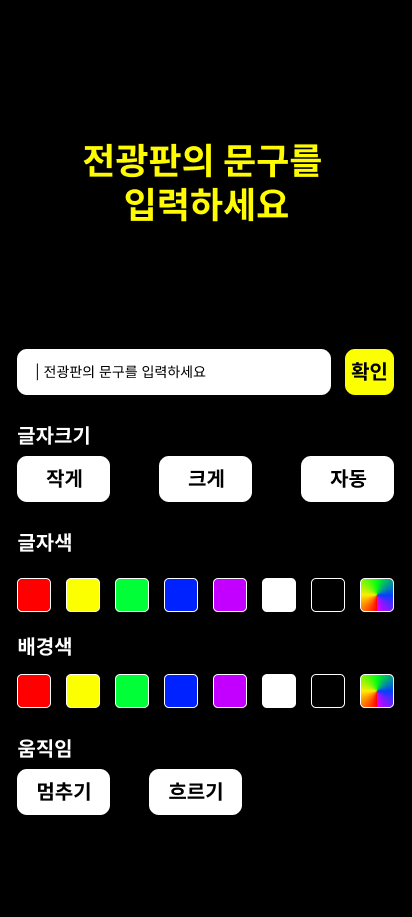 전광판의 문구를
입력하세요
전광판의 문구를 입력하세요
확인
글자크기
작게
크게
자동
글자색
배경색
움직임
멈추기
흐르기